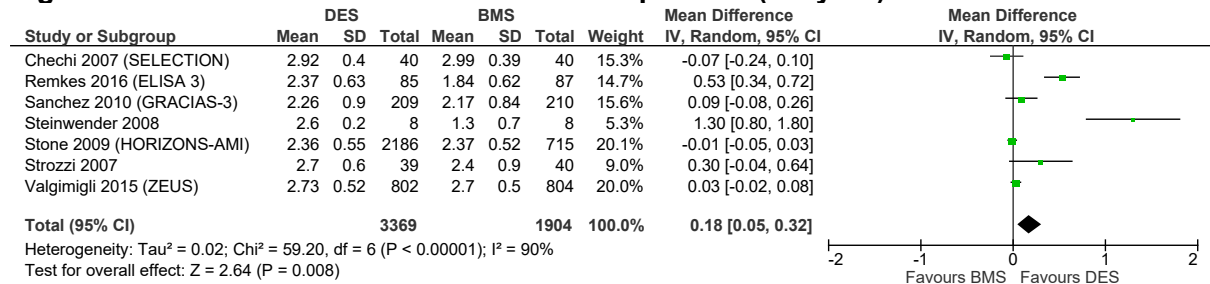 DES BMS Mean Difference Mean Difference
Study or Subgroup Mean SD Total Mean SD Total Weight IV, Random, 95% CI IV, Random, 95% CI
Chechi 2007 (SELECTION) 2.92 0.4 40 2.99 0.39 40 15.3% -0.07 [-0.24, 0.10]
Remkes 2016 (ELISA 3) 2.37 0.63 85 1.84 0.62 87 14.7% 0.53 [0.34, 0.72]
Sanchez 2010 (GRACIAS-3) 2.26 0.9 209 2.17 0.84 210 15.6% 0.09 [-0.08, 0.26]
Steinwender 2008 2.6 0.2 8 1.3 0.7 8 5.3% 1.30 [0.80, 1.80]
Stone 2009 (HORIZONS-AMI) 2.36 0.55 2186 2.37 0.52 715 20.1% -0.01 [-0.05, 0.03]
Strozzi 2007 2.7 0.6 39 2.4 0.9 40 9.0% 0.30 [-0.04, 0.64]
Valgimigli 2015 (ZEUS) 2.73 0.52 802 2.7 0.5 804 20.0% 0.03 [-0.02, 0.08]
Total (95% CI) 3369 1904 100.0% 0.18 [0.05, 0.32]
Heterogeneity: Tau² = 0.02; Chi² = 59.20, df = 6 (P < 0.00001); I² = 90%
Test for overall effect: Z = 2.64 (P = 0.008)
-2 -1 0 1 2
Favours BMS Favours DES